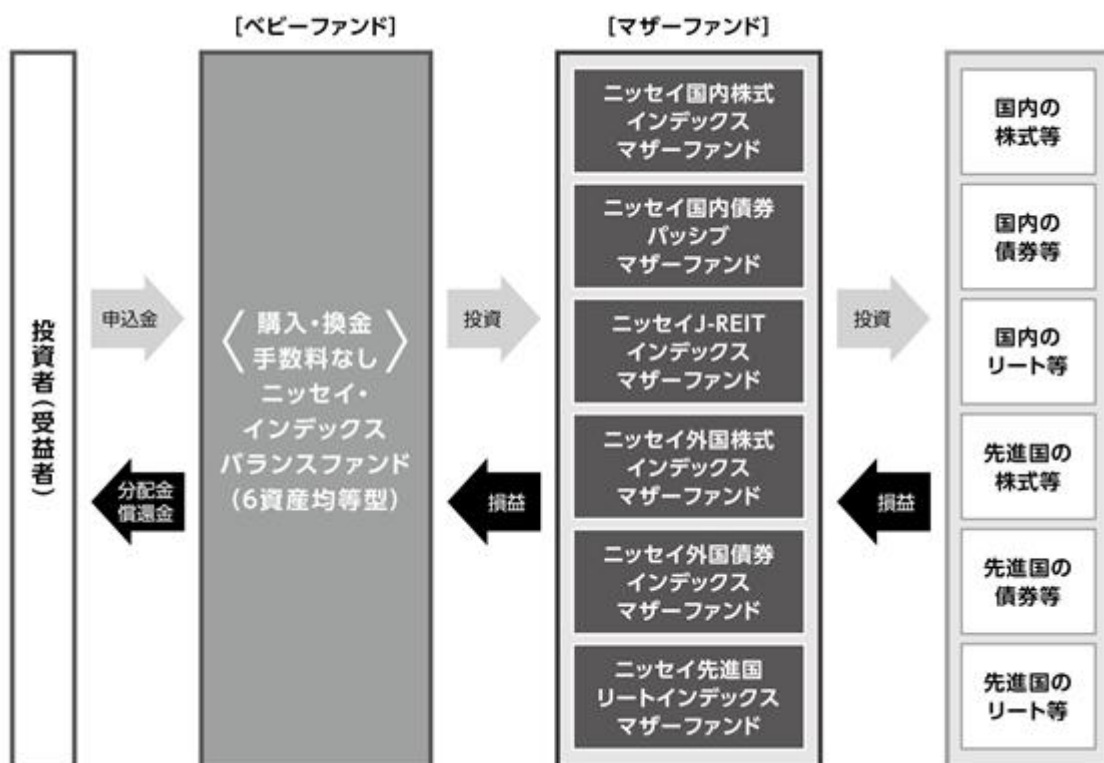 [ベビーファンド]
[マザーファンド]
投資者(受益者)
申込金
分配金
償還金
〈購入・換金
手数料なし〉
ニッセイ・
インデックス
バランスファンド
(6資産均等型)
投資
損益
ニッセイ国内株式
インデックス
マザーファンド
ニッセイ国内債券
パッシブ
マザーファンド
ニッセイJ-REIT
インデックス
マザーファンド
ニッセイ外国株式
インデックス
マザーファンド
ニッセイ外国債券
インデックス
マザーファンド
ニッセイ先進国
リートインデックス
マザーファンド
投資
損益
国内の
株式等
国内の
債券等
国内の
リート等
先進国の
株式等
先進国の
債券等
先進国の
リート等